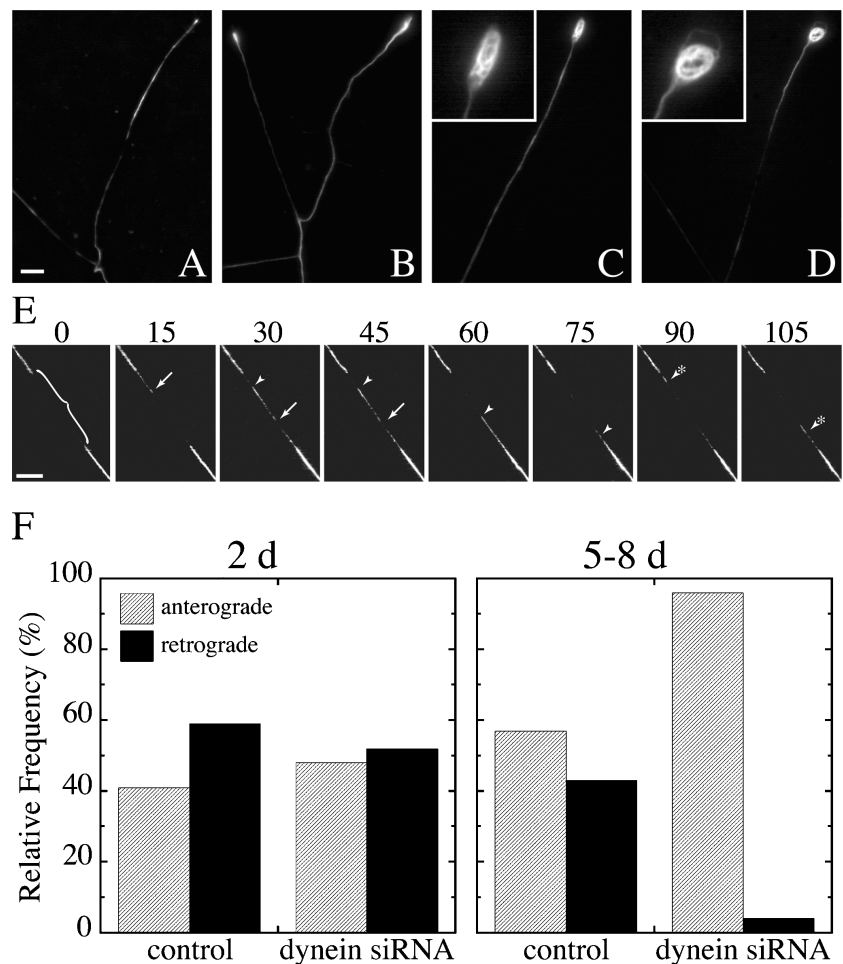 A B C D
E
0 15 30 45 60 75 90 105
* *
F
2 d 5-8 d
100
80
60
40
20
0
Relative Frequency (%)
anterograde
retrograde
control dynein siRNA control dynein siRNA